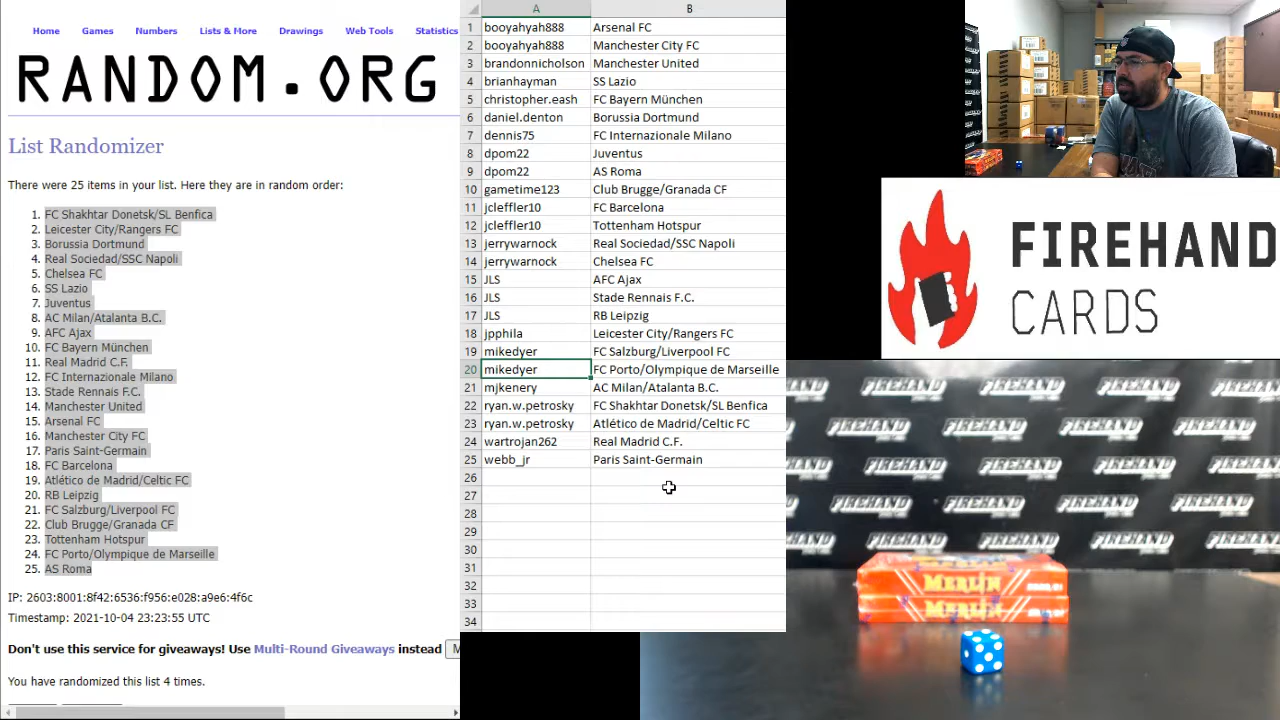 Home Games Numbers Lists & More Drawings Web Tools Statistics
RANDOM.ORG
List Randomizer
There were 25 items in your list. Here they are in random order:
1. FC Shakhtar Donetsk/SL Benfica
2. Leicester City/Rangers FC
3. Borussia Dortmund
4. Real Sociedad/SSC Napoli
5. Chelsea FC
6. SS Lazio
7. Juventus
8. AC Milan/Atalanta B.C.
9. AFC Ajax
10. FC Bayern München
11. Real Madrid C.F.
12. FC Internazionale Milano
13. Stade Rennais F.C.
14. Manchester United
15. Arsenal FC
16. Manchester City FC
17. Paris Saint-Germain
18. FC Barcelona
19. Atlético de Madrid/Celtic FC
20. RB Leipzig
21. FC Salzburg/Liverpool FC
22. Club Brugge/Granada CF
23. Tottenham Hotspur
24. FC Porto/Olympique de Marseille
25. AS Roma
IP: 2603:8001:8f42:6536:f956:e028:a9e6:4f6c
Timestamp: 2021-10-04 23:23:55 UTC
Don't use this service for giveaways! Use Multi-Round Giveaways instead
You have randomized this list 4 times.
A B
1 booyahyah888 Arsenal FC
2 booyahyah888 Manchester City FC
3 brandonnicholson Manchester United
4 brianhayman SS Lazio
5 christopher.eash FC Bayern München
6 daniel.denton Borussia Dortmund
7 dennis75 FC Internazionale Milano
8 dpom22 Juventus
9 dpom22 AS Roma
10 gametime123 Club Brugge/Granada CF
11 jcleffler10 FC Barcelona
12 jcleffler10 Tottenham Hotspur
13 jerrywarnock Real Sociedad/SSC Napoli
14 jerrywarnock Chelsea FC
15 JLS AFC Ajax
16 JLS Stade Rennais F.C.
17 JLS RB Leipzig
18 jpphila Leicester City/Rangers FC
19 mikedyer FC Salzburg/Liverpool FC
20 mikedyer FC Porto/Olympique de Marseille
21 mjkenery AC Milan/Atalanta B.C.
22 ryan.w.petrosky FC Shakhtar Donetsk/SL Benfica
23 ryan.w.petrosky Atlético de Madrid/Celtic FC
24 wartrojan262 Real Madrid C.F.
25 webb_jr Paris Saint-Germain
26
27
28
29
30
31
32
33
34
FIREHAND
CARDS
FIREHAND FIREHAND FIREHAND FIREHAND
FIREHAND FIREHAND FIREHAND
MERLIN
MERLIN